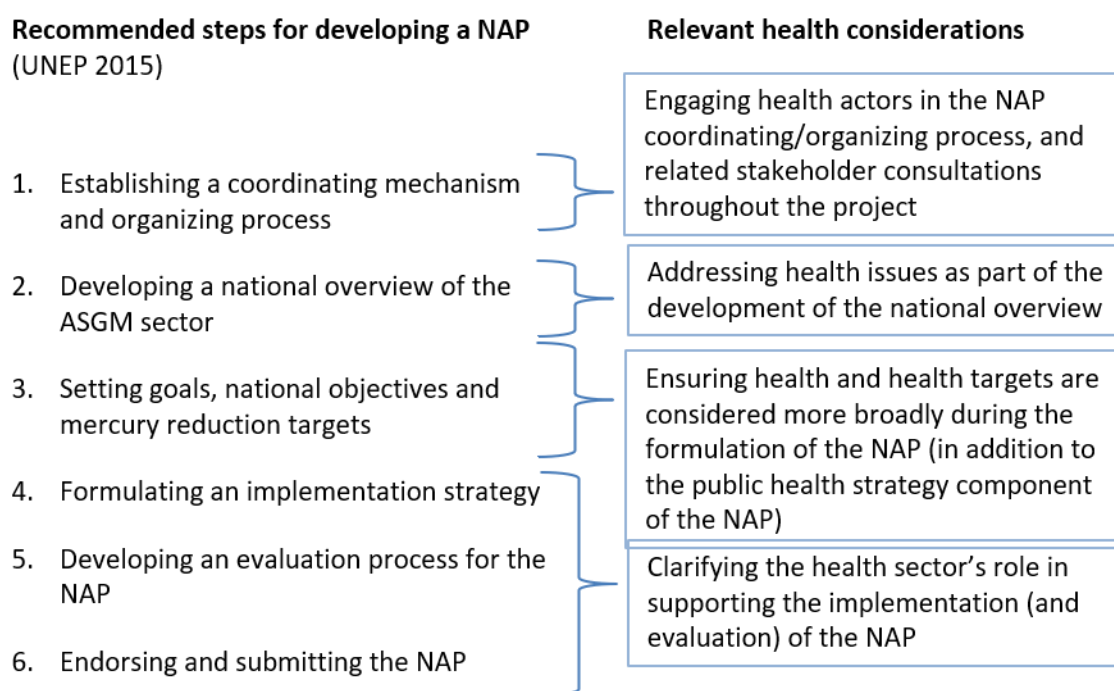 Recommended steps for developing a NAP
(UNEP 2015)
1. Establishing a coordinating mechanism
and organizing process
2. Developing a national overview of the
ASGM sector
3. Setting goals, national objectives and
mercury reduction targets
4. Formulating an implementation strategy
5. Developing an evaluation process for the
NAP
6. Endorsing and submitting the NAP
Relevant health considerations
Engaging health actors in the NAP
coordinating/organizing process, and
related stakeholder consultations
throughout the project
Addressing health issues as part of the
development of the national overview
Ensuring health and health targets are
considered more broadly during the
formulation of the NAP (in addition to
the public health strategy component
of the NAP)
Clarifying the health sector’s role in
supporting the implementation (and
evaluation) of the NAP